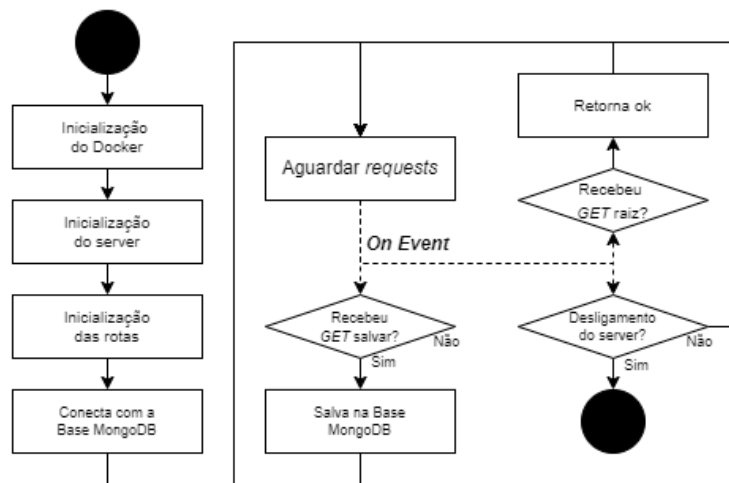 Inicialização
do Docker
Inicialização
do server
Inicialização
das rotas
Conecta com a
Base MongoDB
Aguardar requests
On Event
Recebeu
GET salvar?
Não
Sim
Salva na Base
MongoDB
Retorna ok
Recebeu
GET raiz?
Desligamento
do server?
Não
Sim